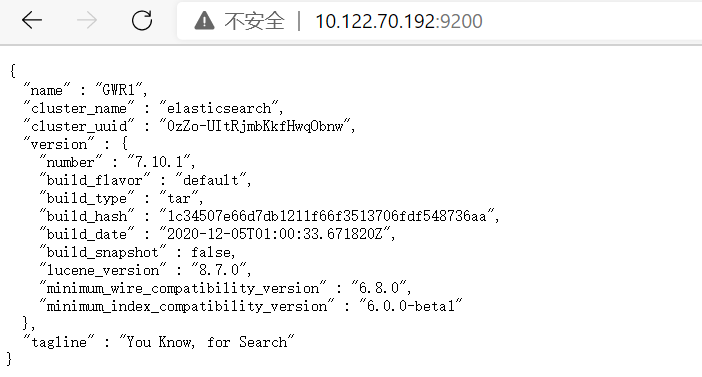 不安全 | 10.122.70.192:9200
{
"name" : "GWR1",
"cluster_name" : "elasticsearch",
"cluster_uuid" : "0zZo-UItRjmbKkfHwqObnw",
"version" : {
"number" : "7.10.1",
"build_flavor" : "default",
"build_type" : "tar",
"build_hash" : "1c34507e66d7db1211f66f3513706fdf548736aa",
"build_date" : "2020-12-05T01:00:33.671820Z",
"build_snapshot" : false,
"lucene_version" : "8.7.0",
"minimum_wire_compatibility_version" : "6.8.0",
"minimum_index_compatibility_version" : "6.0.0-beta1"
},
"tagline" : "You Know, for Search"
}